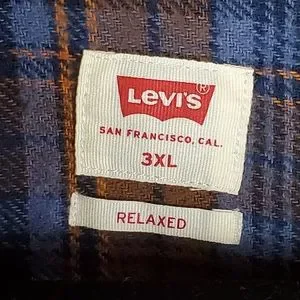 Levi's®
SAN FRANCISCO, CAL.
3XL
RELAXED